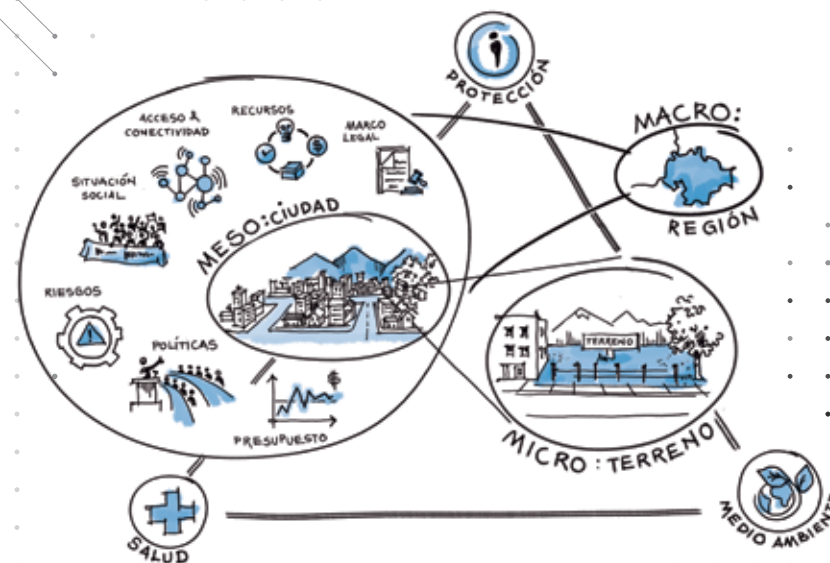 PROTECCIÓN
MACRO:
REGIÓN
ACCESO &
CONECTIVIDAD
RECURSOS
MARCO
LEGAL
SITUACIÓN
SOCIAL
MESO:CIUDAD
RIESGOS
POLÍTICAS
PRESUPUESTO
TERRENO
MICRO : TERRENO
SALUD
MEDIO AMBIENTE